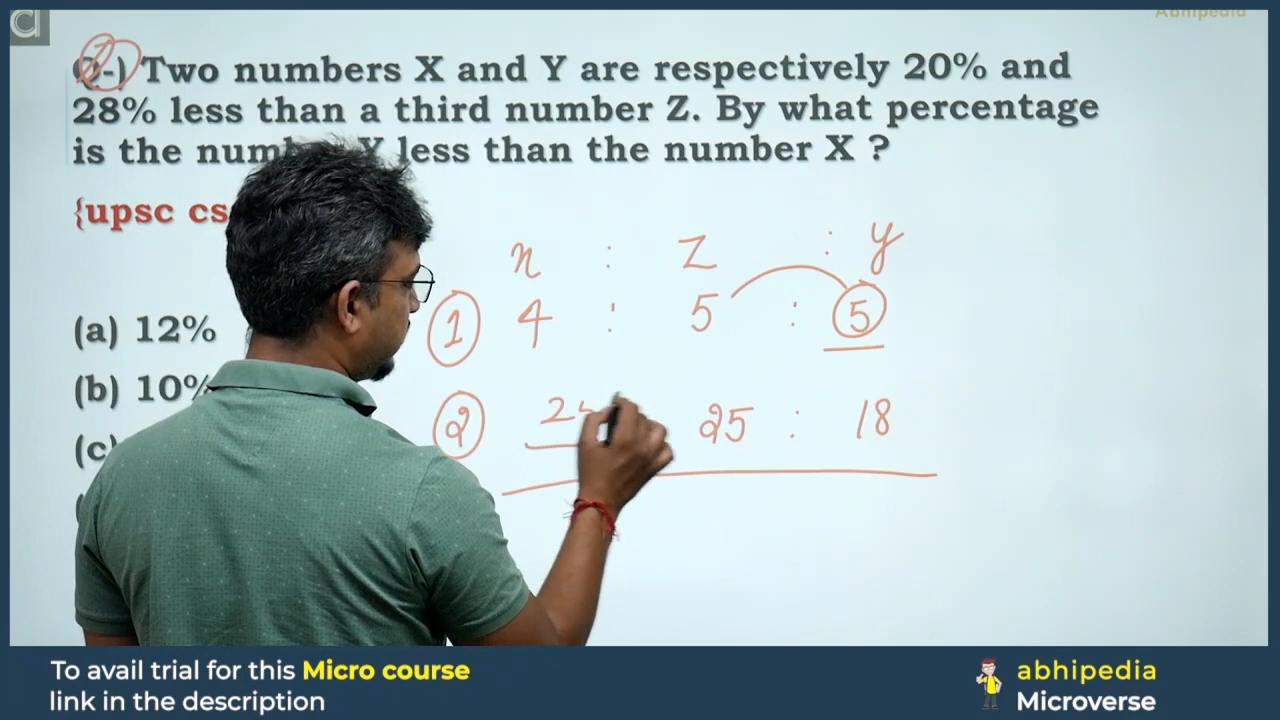 Abhipedia
Q-) Two numbers X and Y are respectively 20% and
28% less than a third number Z. By what percentage
is the Y less than the number X ?
{upsc
(a) 12%
(b) 10%
(c)
x : Z : y
1 4 : 5 : 5
2 25 : 18
To avail trial for this Micro course
link in the description
abhipedia
Microverse